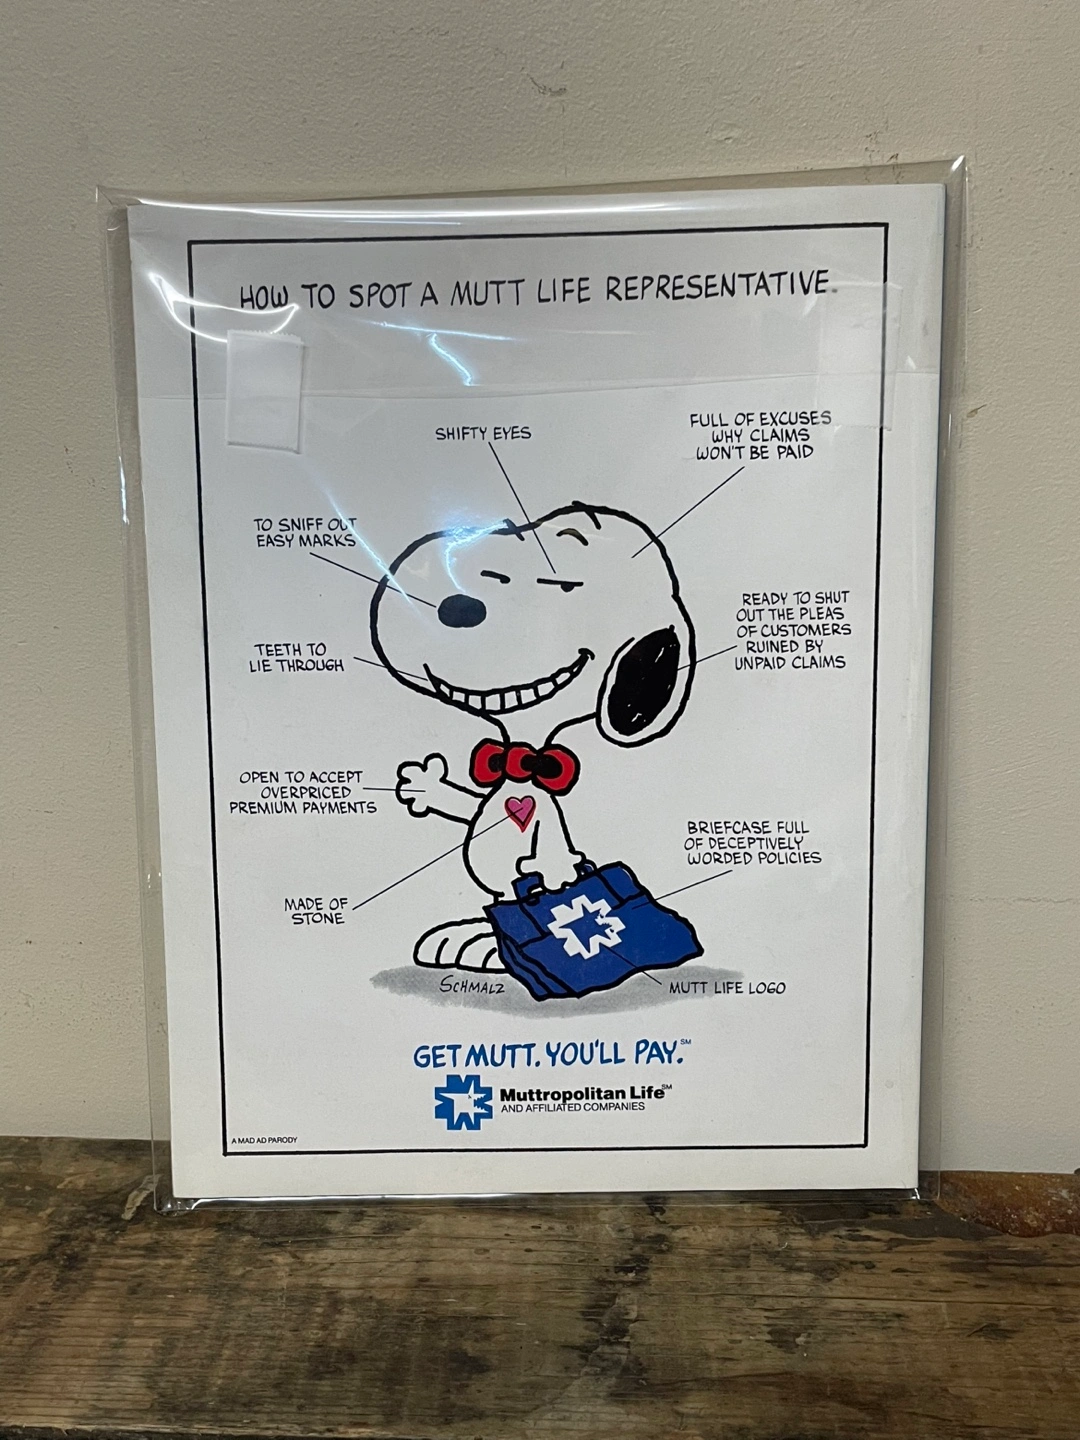 HOW TO SPOT A MUTT LIFE REPRESENTATIVE.
SHIFTY EYES
FULL OF EXCUSES
WHY CLAIMS
WON'T BE PAID
TO SNIFF OUT
EASY MARKS
READY TO SHUT
OUT THE PLEAS
OF CUSTOMERS
RUINED BY
UNPAID CLAIMS
TEETH TO
LIE THROUGH
OPEN TO ACCEPT
OVERPRICED
PREMIUM PAYMENTS
BRIEFCASE FULL
OF DECEPTIVELY
WORDED POLICIES
MADE OF
STONE
SCHMALZ
MUTT LIFE LOGO
GET MUTT. YOU'LL PAY.℠
Muttropolitan Life℠
AND AFFILIATED COMPANIES
A MAD AD PARODY